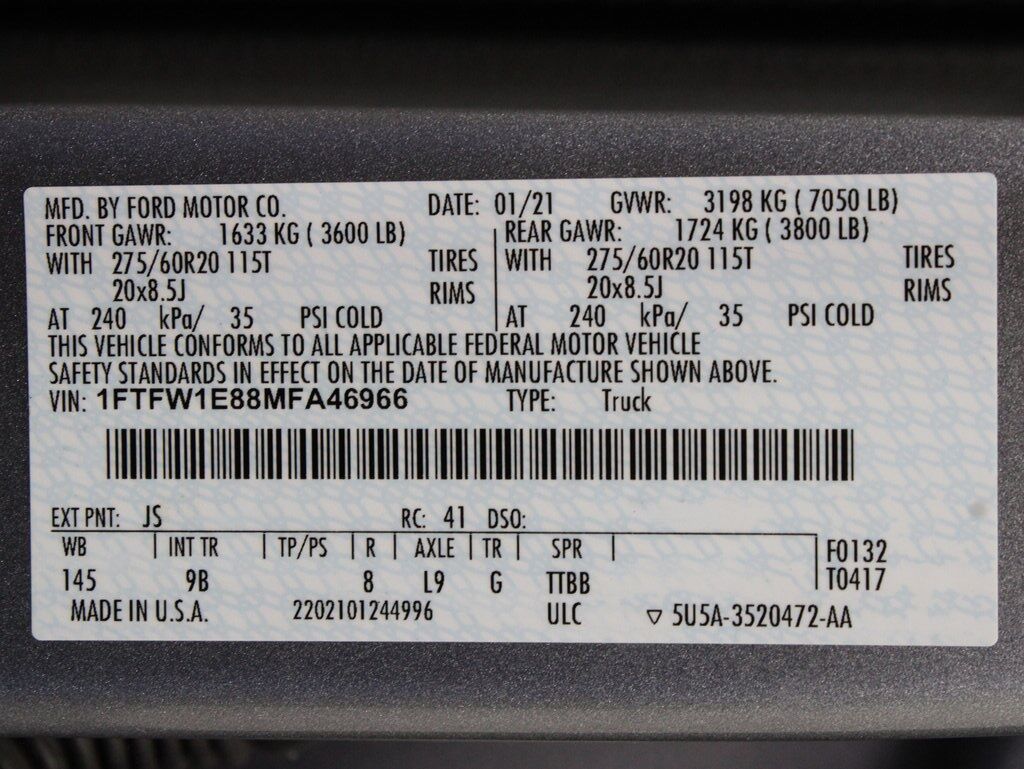 MFD. BY FORD MOTOR CO. DATE: 01/21 GVWR: 3198 KG ( 7050 LB)
FRONT GAWR: 1633 KG ( 3600 LB) REAR GAWR: 1724 KG ( 3800 LB)
WITH 275/60R20 115T TIRES WITH 275/60R20 115T TIRES
20x8.5J RIMS 20x8.5J RIMS
AT 240 kPa/ 35 PSI COLD AT 240 kPa/ 35 PSI COLD
THIS VEHICLE CONFORMS TO ALL APPLICABLE FEDERAL MOTOR VEHICLE
SAFETY STANDARDS IN EFFECT ON THE DATE OF MANUFACTURE SHOWN ABOVE.
VIN: 1FTFW1E88MFA46966 TYPE: Truck
EXT PNT: JS RC: 41 DSO:
WB INT TR TP/PS R AXLE TR SPR F0132
145 9B 8 L9 G TTBB T0417
MADE IN U.S.A. 2202101244996 ULC ▽ 5U5A-3520472-AA